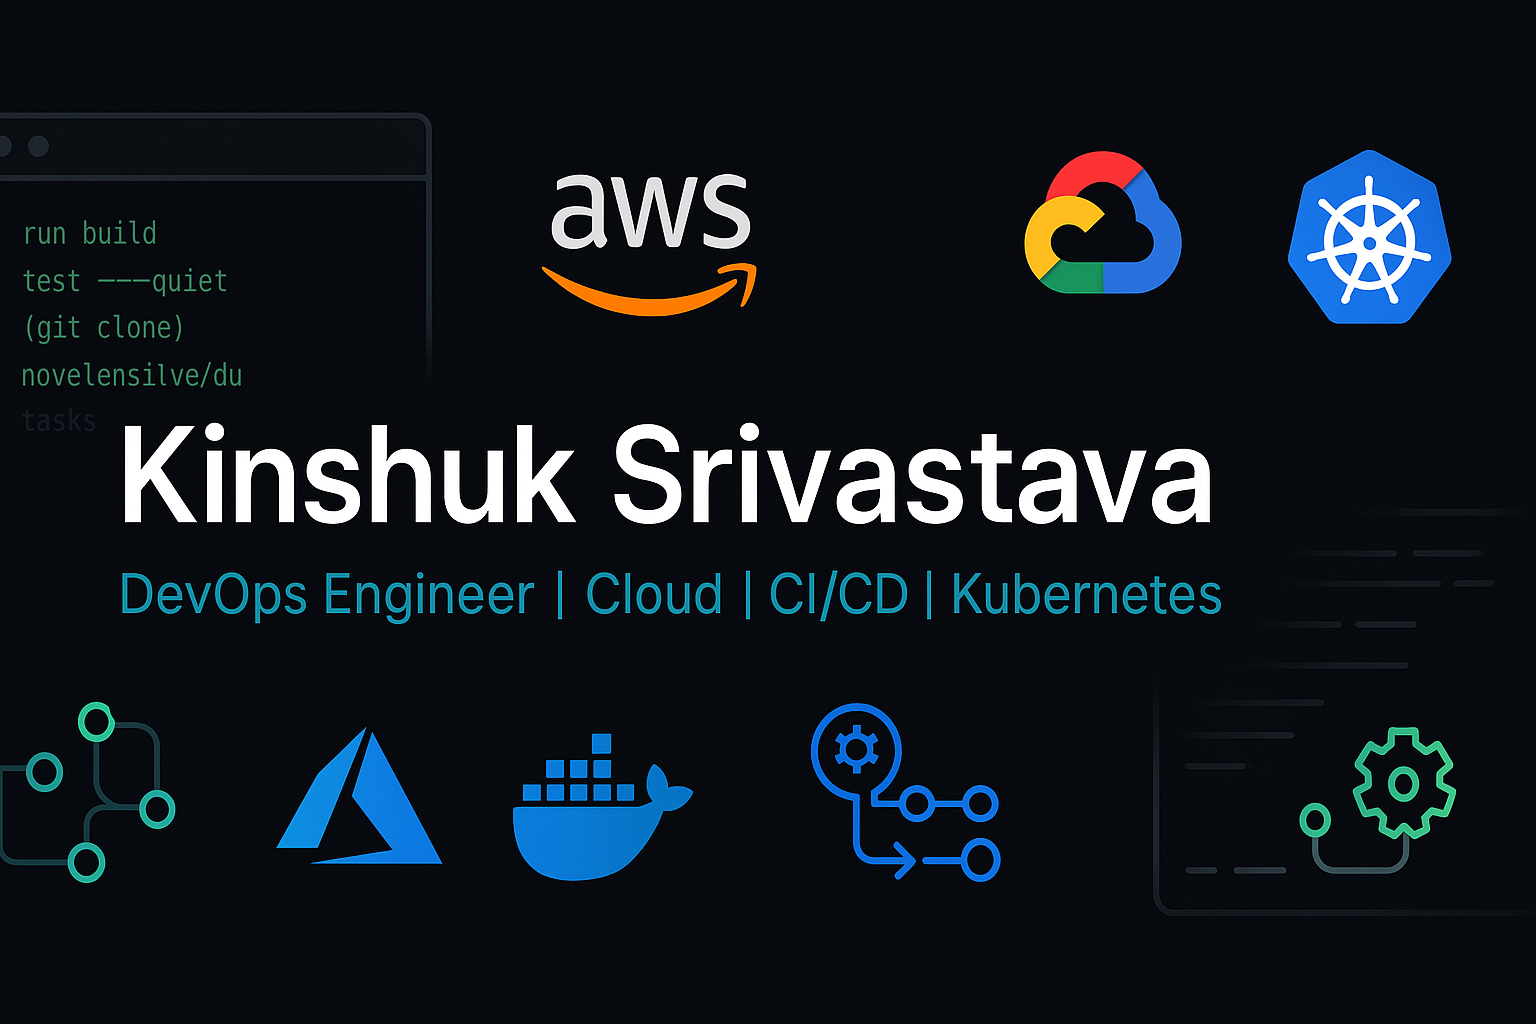 run build
test ———quiet
(git clone)
novelensilve/du
tasks
aws
Kinshuk Srivastava
DevOps Engineer | Cloud | CI/CD | Kubernetes